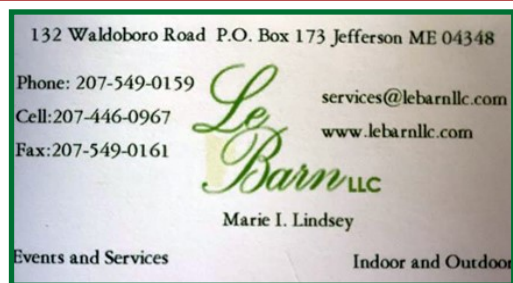 132 Waldoboro Road P.O. Box 173 Jefferson ME 04348
Phone: 207-549-0159
Cell:207-446-0967
Fax:207-549-0161
services@lebarnllc.com
www.lebarnllc.com
Le
Barn LLC
Marie I. Lindsey
Events and Services
Indoor and Outdoor